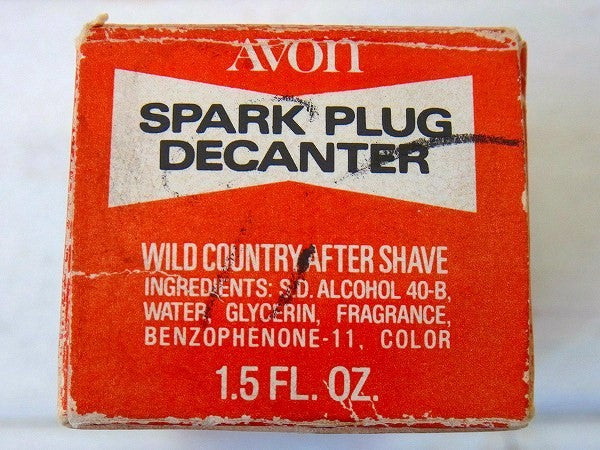 AVON
SPARK PLUG
DECANTER
WILD COUNTRY AFTER SHAVE
INGREDIENTS: S.D. ALCOHOL 40-B,
WATER, GLYCERIN, FRAGRANCE,
BENZOPHENONE-11, COLOR
1.5 FL. OZ.